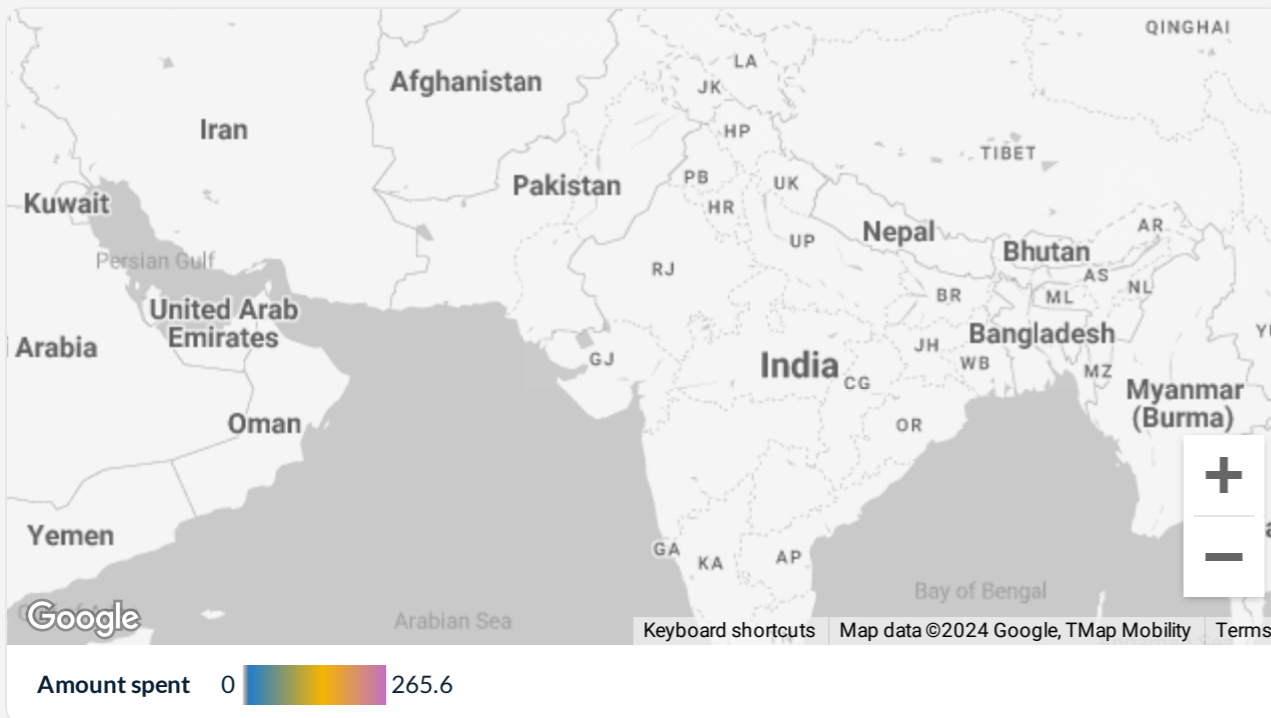 QINGHAI
LA
Afghanistan
JK
Iran
HP
TIBET
Pakistan
PB
UK
Kuwait
HR
AR
Nepal
UP
Bhutan
Persian Gulf
RJ
AS
NL
BR
ML
United Arab
Emirates
Bangladesh
Arabia
JH
GJ
India
WB
CG
MZ
Myanmar
(Burma)
Oman
OR
+
Yemen
GA
KA
AP
−
Bay of Bengal
Google
Arabian Sea
Keyboard shortcuts
Map data ©2024 Google, TMap Mobility
Terms
Amount spent 0 265.6